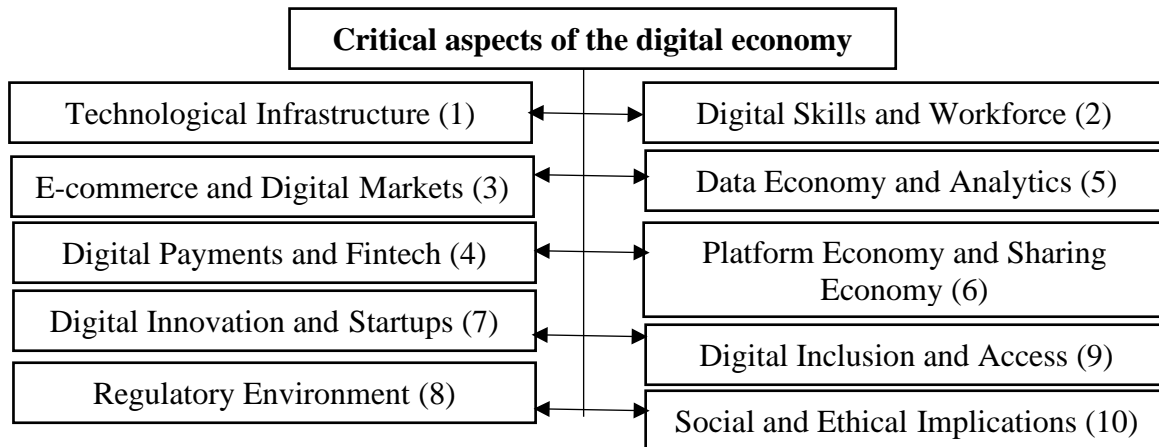 Critical aspects of the digital economy
Technological Infrastructure (1)
Digital Skills and Workforce (2)
E-commerce and Digital Markets (3)
Data Economy and Analytics (5)
Digital Payments and Fintech (4)
Platform Economy and Sharing
Economy (6)
Digital Innovation and Startups (7)
Digital Inclusion and Access (9)
Regulatory Environment (8)
Social and Ethical Implications (10)